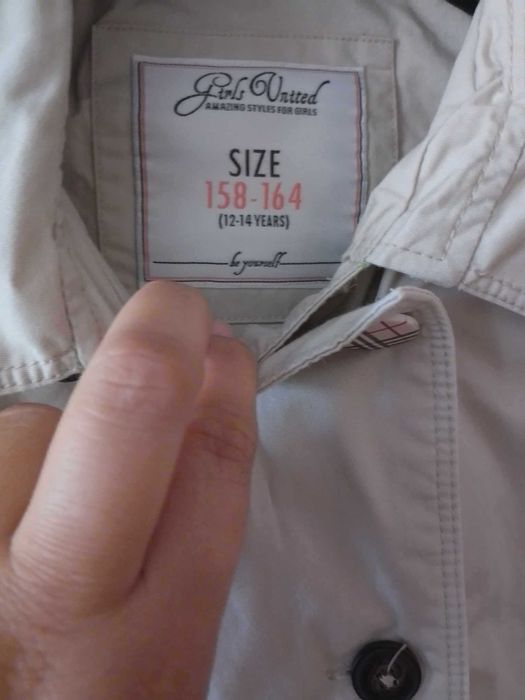 Girls United
AMAZING STYLES FOR GIRLS
SIZE
158-164
(12-14 YEARS)
be yourself